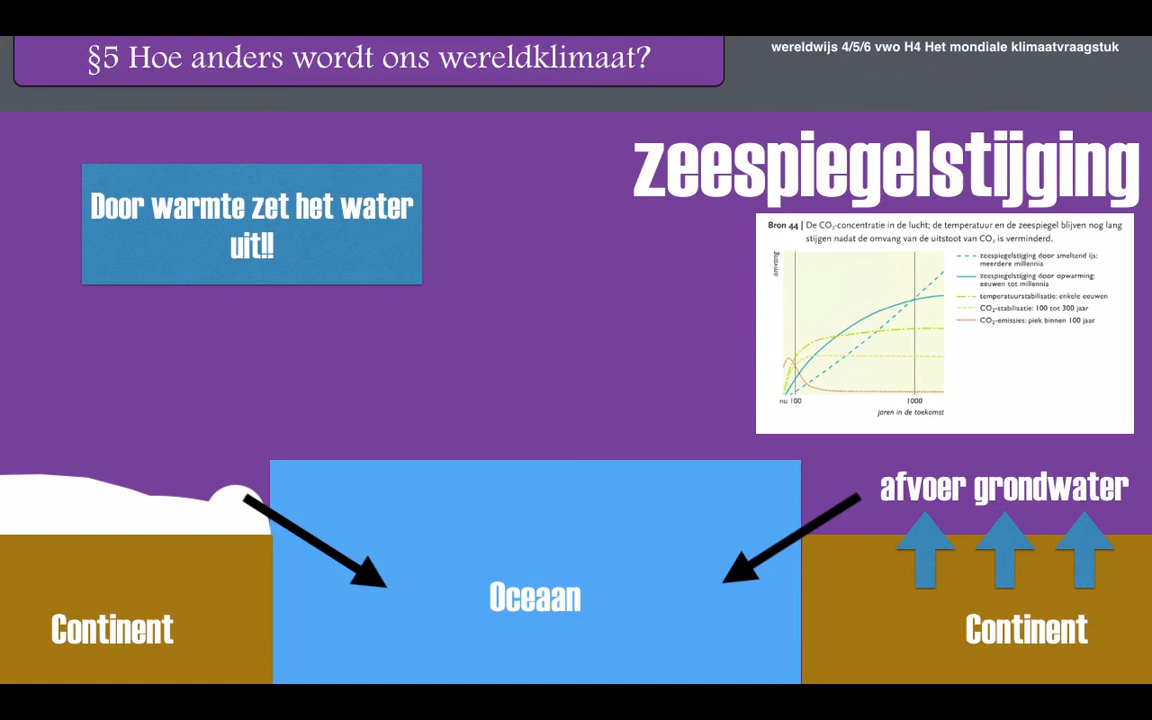 §5 Hoe anders wordt ons wereldklimaat?
wereldwijs 4/5/6 vwo H4 Het mondiale klimaatvraagstuk
zeespiegelstijging
Door warmte zet het water
uit!!
Bron 44 | De CO₂-concentratie in de lucht; de temperatuur en de zeespiegel blijven nog lang
stijgen nadat de omvang van de uitstoot van CO₂ is verminderd.
omvang
zeespiegelstijging door smeltend ijs:
meerdere millennia
zeespiegelstijging door opwarming:
eeuwen tot millennia
temperatuurstabilisatie: enkele eeuwen
CO₂-stabilisatie: 100 tot 300 jaar
CO₂-emissies: piek binnen 100 jaar
nu 100
1000
jaren in de toekomst
afvoer grondwater
Oceaan
Continent
Continent